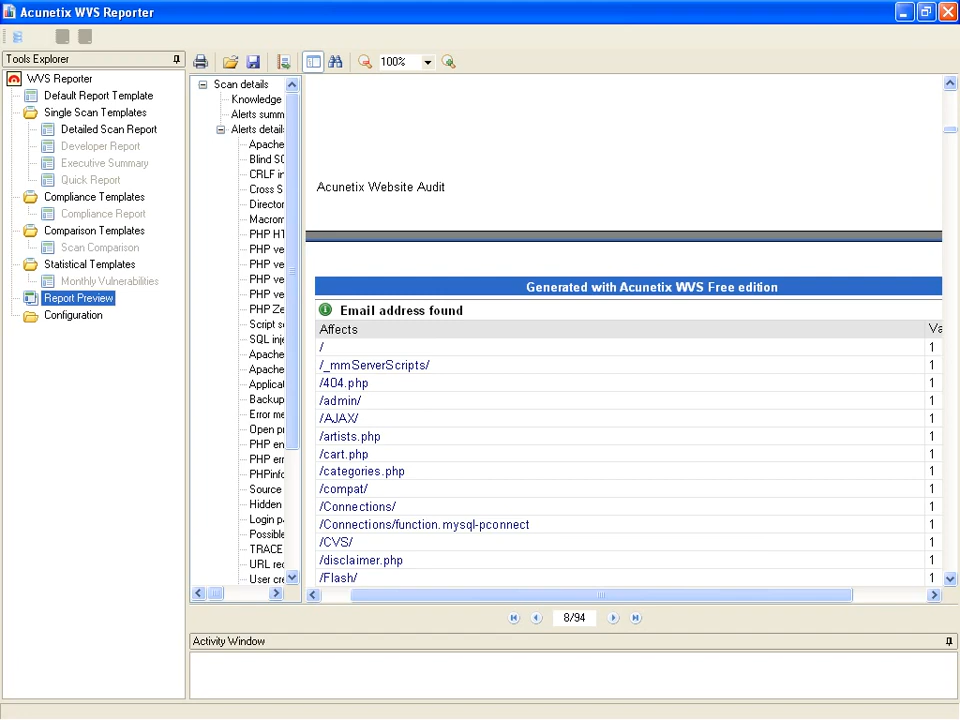 Acunetix WVS Reporter
Tools Explorer
WVS Reporter
Default Report Template
Single Scan Templates
Detailed Scan Report
Developer Report
Executive Summary
Quick Report
Compliance Templates
Compliance Report
Comparison Templates
Scan Comparison
Statistical Templates
Monthly Vulnerabilities
Report Preview
Configuration
100%
Scan details
Knowledge
Alerts summ
Alerts detail
Apache
Blind SQ
CRLF in
Cross S
Director
Macrom
PHP HT
PHP ve
PHP ve
PHP ve
PHP ve
PHP Ze
Script so
SQL inje
Apache
Apache
Applicat
Backup
Error me
Open p
PHP en
PHP err
PHPinfo
Source
Hidden
Login pa
Possible
TRACE
URL rec
User cre
Acunetix Website Audit
Generated with Acunetix WVS Free edition
Email address found
Affects Va
/ 1
/_mmServerScripts/ 1
/404.php 1
/admin/ 1
/AJAX/ 1
/artists.php 1
/cart.php 1
/categories.php 1
/compat/ 1
/Connections/ 1
/Connections/function.mysql-pconnect 1
/CVS/ 1
/disclaimer.php 1
/Flash/ 1
8/94
Activity Window